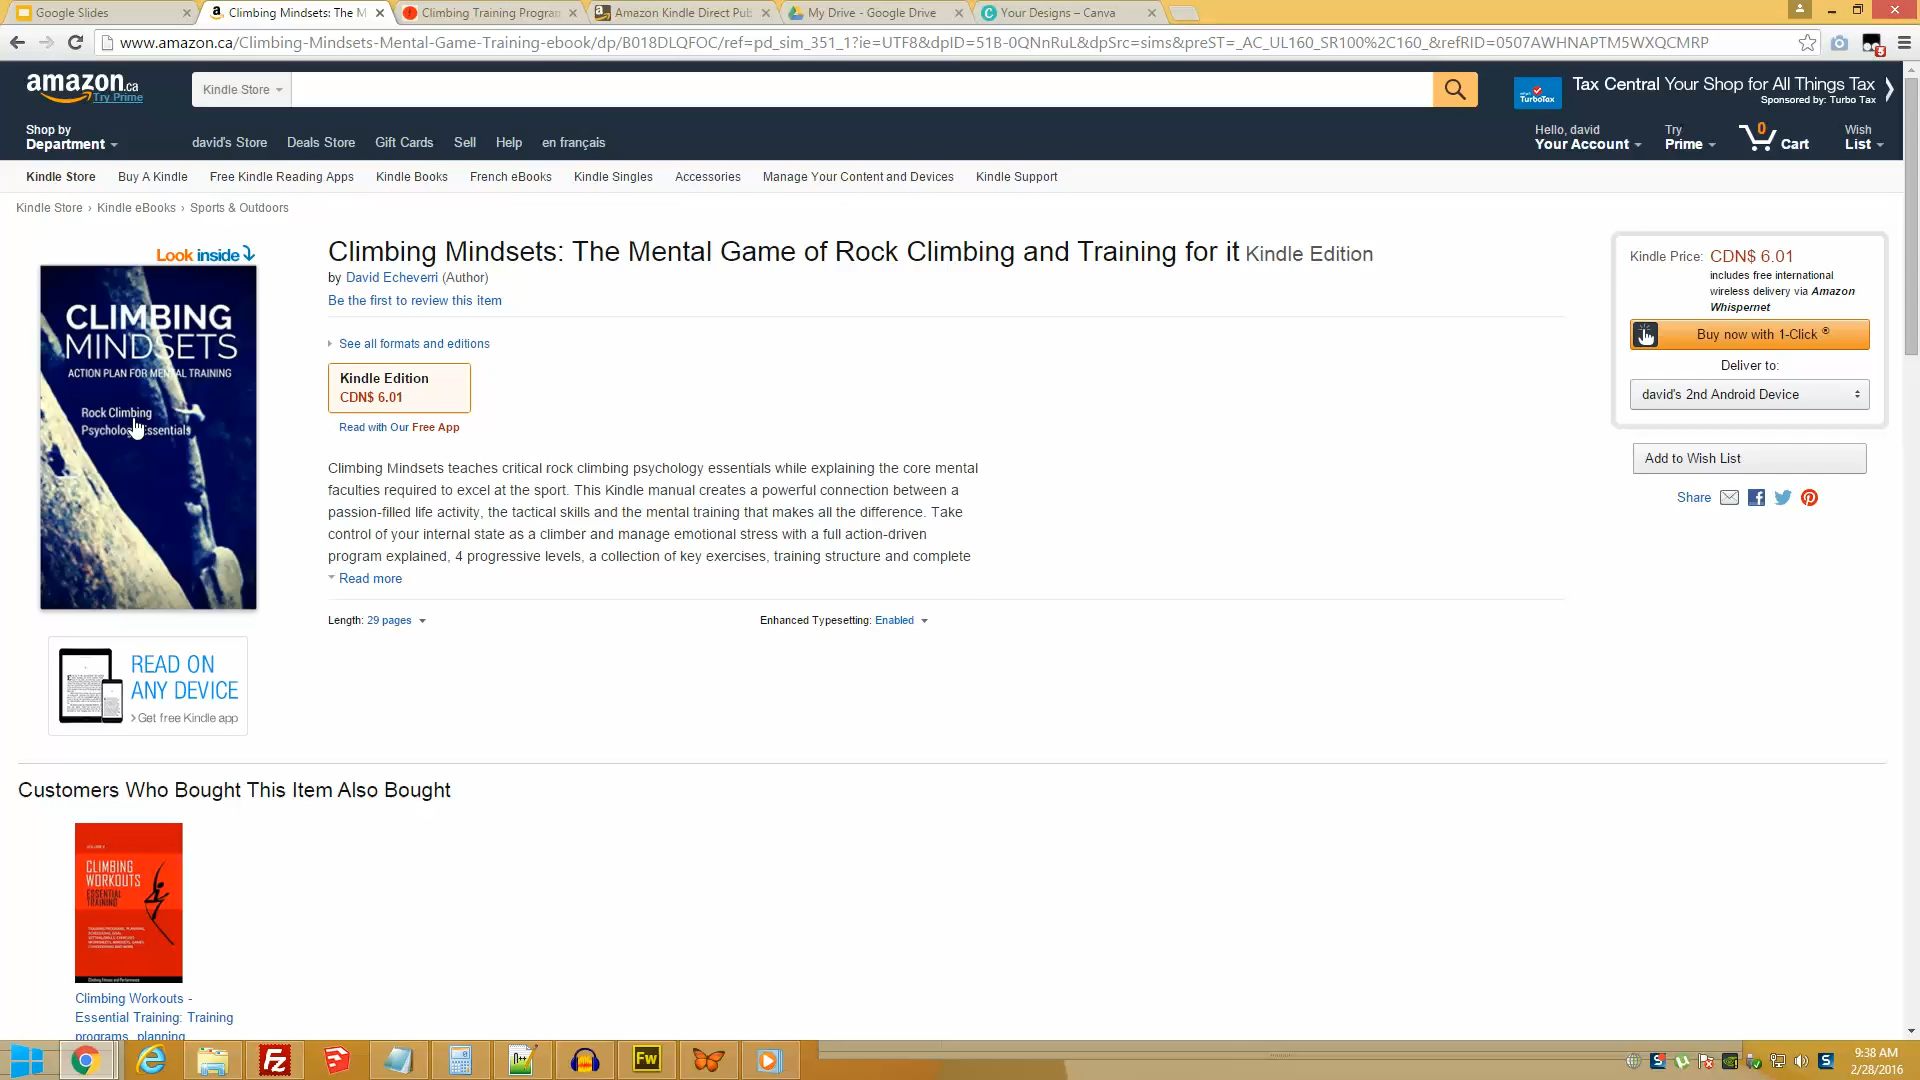 Google Slides
Climbing Mindsets: The M
Climbing Training Program
Amazon Kindle Direct Pub
My Drive - Google Drive
Your Designs – Canva
www.amazon.ca/Climbing-Mindsets-Mental-Game-Training-ebook/dp/B018DLQFOC/ref=pd_sim_351_1?ie=UTF8&dpID=51B-0QNnRuL&dpSrc=sims&preST=_AC_UL160_SR100%2C160_&refRID=0507AWHNAPTM5WXQCMRP
amazon.ca
Try Prime
Kindle Store
TurboTax
Tax Central Your Shop for All Things Tax
Sponsored by: Turbo Tax
Shop by
Department
david's Store
Deals Store
Gift Cards
Sell
Help
en français
Hello, david
Your Account
Try
Prime
0
Cart
Wish
List
Kindle Store
Buy A Kindle
Free Kindle Reading Apps
Kindle Books
French eBooks
Kindle Singles
Accessories
Manage Your Content and Devices
Kindle Support
Kindle Store › Kindle eBooks › Sports & Outdoors
Look inside
CLIMBING
MINDSETS
ACTION PLAN FOR MENTAL TRAINING
Rock Climbing
Psychology Essentials
READ ON
ANY DEVICE
›Get free Kindle app
Climbing Mindsets: The Mental Game of Rock Climbing and Training for it Kindle Edition
by David Echeverri (Author)
Be the first to review this item
See all formats and editions
Kindle Edition
CDN$ 6.01
Read with Our Free App
Climbing Mindsets teaches critical rock climbing psychology essentials while explaining the core mental
faculties required to excel at the sport. This Kindle manual creates a powerful connection between a
passion-filled life activity, the tactical skills and the mental training that makes all the difference. Take
control of your internal state as a climber and manage emotional stress with a full action-driven
program explained, 4 progressive levels, a collection of key exercises, training structure and complete
Read more
Length: 29 pages
Enhanced Typesetting: Enabled
Kindle Price: CDN$ 6.01
includes free international
wireless delivery via Amazon
Whispernet
Buy now with 1-Click ®
Deliver to:
david's 2nd Android Device
Add to Wish List
Share
Customers Who Bought This Item Also Bought
CLIMBING
WORKOUTS
ESSENTIAL
TRAINING
Climbing Workouts -
Essential Training: Training
programs, planning,
Fw
9:38 AM
2/28/2016